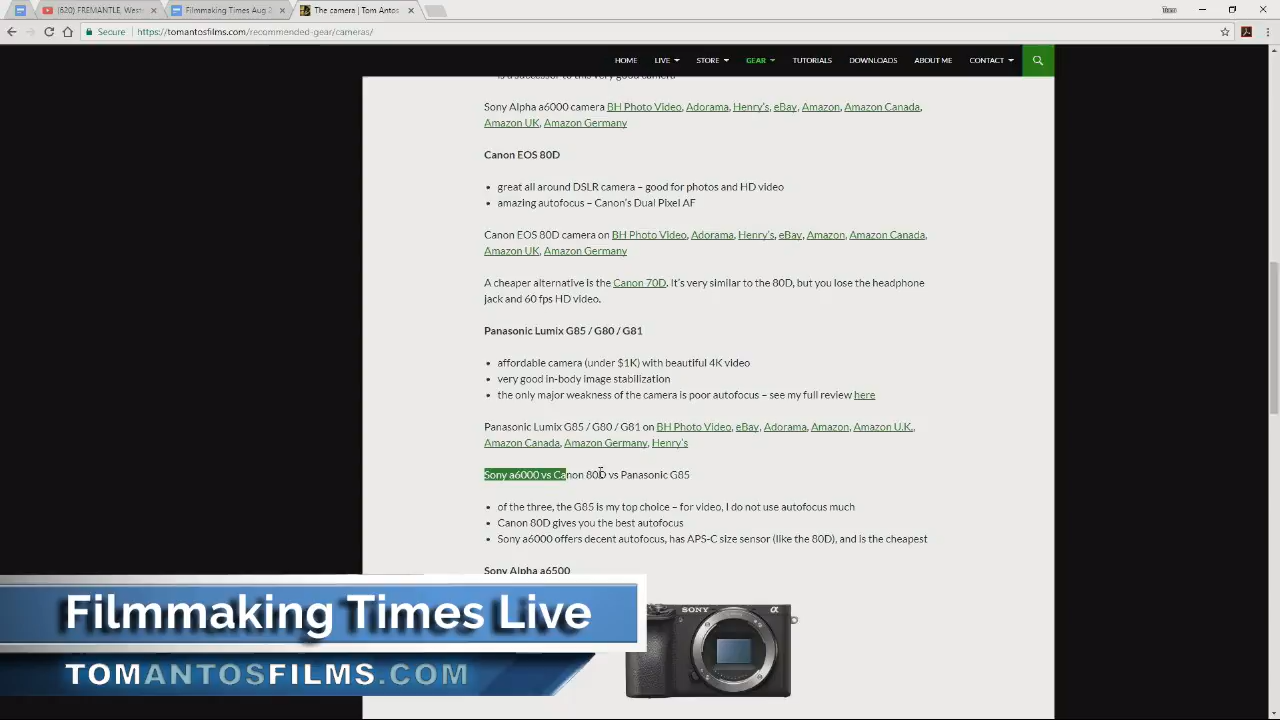 (620) FREMANTLE, West
Filmmaking Times Aug 2
The camera | Tom Antos
Secure
https://tomantosfilms.com/recommended-gear/cameras/
HOME LIVE STORE GEAR TUTORIALS DOWNLOADS ABOUT ME CONTACT
is a successor to this very good camera
Sony Alpha a6000 camera BH Photo Video, Adorama, Henry's, eBay, Amazon, Amazon Canada,
Amazon UK, Amazon Germany
Canon EOS 80D
• great all around DSLR camera – good for photos and HD video
• amazing autofocus – Canon's Dual Pixel AF
Canon EOS 80D camera on BH Photo Video, Adorama, Henry's, eBay, Amazon, Amazon Canada,
Amazon UK, Amazon Germany
A cheaper alternative is the Canon 70D. It's very similar to the 80D, but you lose the headphone
jack and 60 fps HD video.
Panasonic Lumix G85 / G80 / G81
• affordable camera (under $1K) with beautiful 4K video
• very good in-body image stabilization
• the only major weakness of the camera is poor autofocus – see my full review here
Panasonic Lumix G85 / G80 / G81 on BH Photo Video, eBay, Adorama, Amazon, Amazon U.K.,
Amazon Canada, Amazon Germany, Henry's
Sony a6000 vs Canon 80D vs Panasonic G85
• of the three, the G85 is my top choice – for video, I do not use autofocus much
• Canon 80D gives you the best autofocus
• Sony a6000 offers decent autofocus, has APS-C size sensor (like the 80D), and is the cheapest
Sony Alpha a6500
SONY α
Filmmaking Times Live
TOMANTOSFILMS.COM